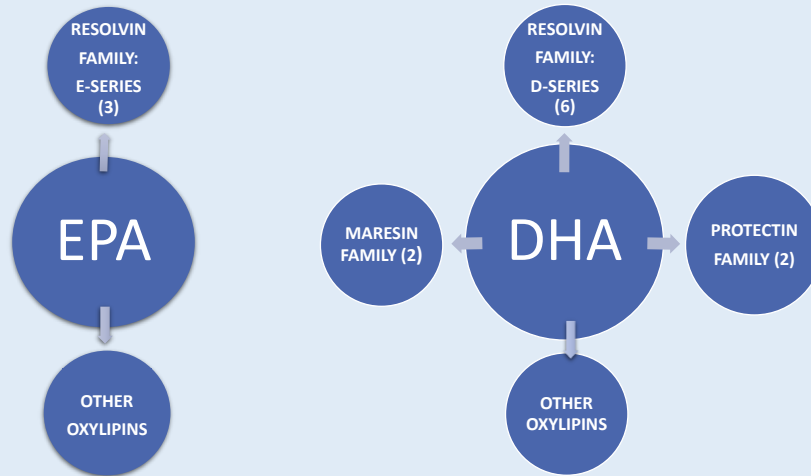 RESOLVIN
FAMILY:
E-SERIES
(3)
EPA
OTHER
OXYLIPINS
RESOLVIN
FAMILY:
D-SERIES
(6)
MARESIN
FAMILY (2)
DHA
PROTECTIN
FAMILY (2)
OTHER
OXYLIPINS